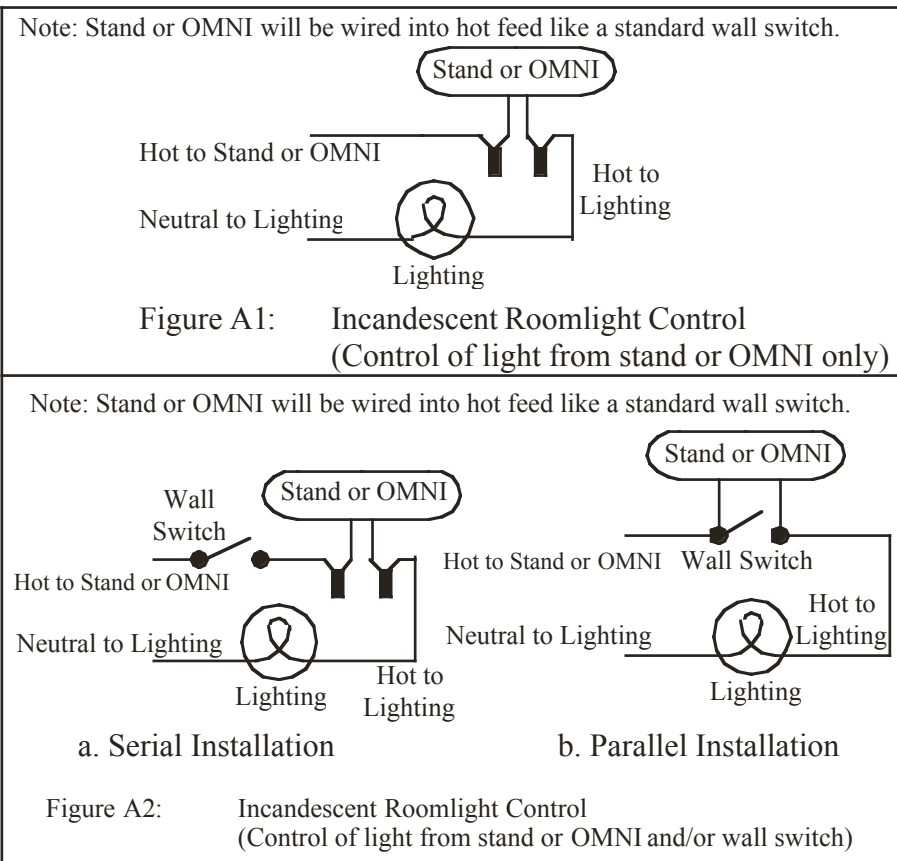 Note: Stand or OMNI will be wired into hot feed like a standard wall switch.
Stand or OMNI
Hot to Stand or OMNI
Hot to
Lighting
Neutral to Lighting
Lighting
Figure A1: Incandescent Roomlight Control
(Control of light from stand or OMNI only)
Note: Stand or OMNI will be wired into hot feed like a standard wall switch.
Wall
Switch
Stand or OMNI
Hot to Stand or OMNI
Neutral to Lighting
Lighting
Hot to
Lighting
a. Serial Installation
Stand or OMNI
Hot to Stand or OMNI
Wall Switch
Hot to
Lighting
Neutral to Lighting
Lighting
b. Parallel Installation
Figure A2: Incandescent Roomlight Control
(Control of light from stand or OMNI and/or wall switch)